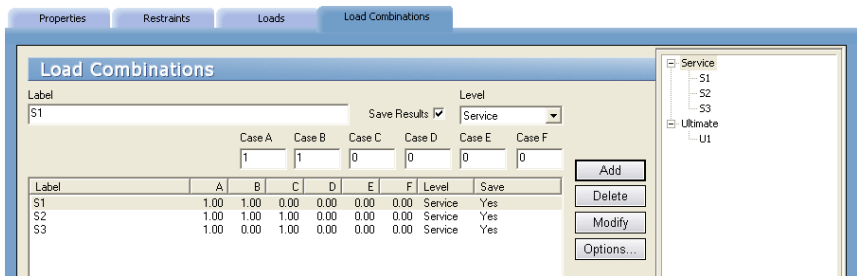 Properties Restraints Loads Load Combinations
Load Combinations
Label Level
S1 Save Results Service
Case A Case B Case C Case D Case E Case F
1 1 0 0 0 0
Label A B C D E F Level Save
S1 1.00 1.00 0.00 0.00 0.00 0.00 Service Yes
S2 1.00 1.00 1.00 0.00 0.00 0.00 Service Yes
S3 1.00 0.00 1.00 0.00 0.00 0.00 Service Yes
Add
Delete
Modify
Options...
Service
S1
S2
S3
Ultimate
U1